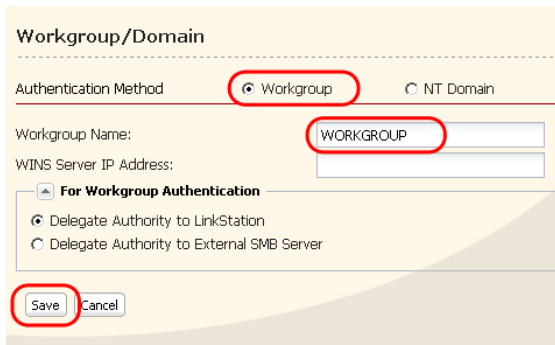 Workgroup/Domain
Authentication Method Workgroup NT Domain
Workgroup Name: WORKGROUP
WINS Server IP Address:
For Workgroup Authentication
Delegate Authority to LinkStation
Delegate Authority to External SMB Server
Save Cancel